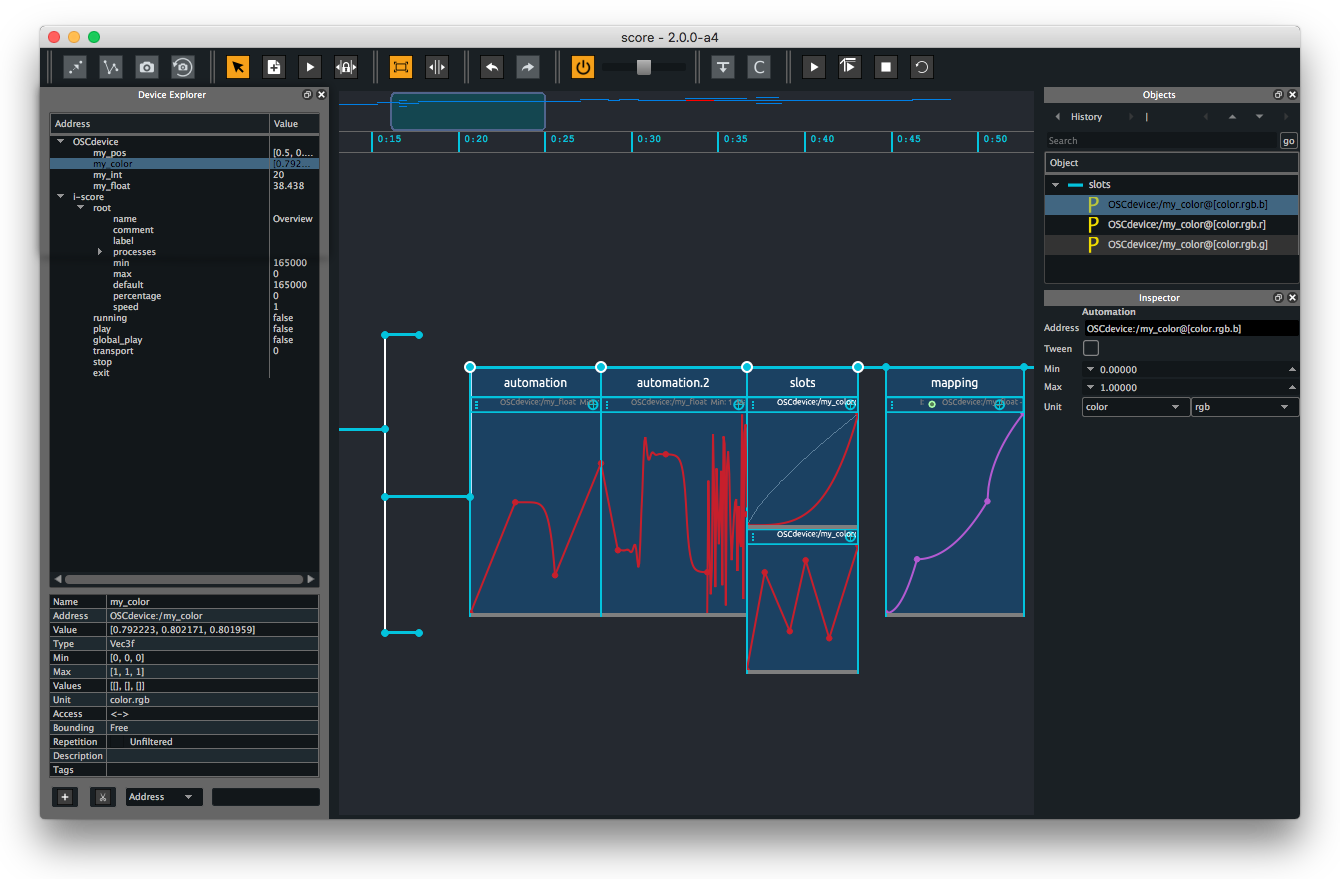 score - 2.0.0-a4
Device Explorer
Address Value
OSCdevice
my_pos [0.5, 0....
my_color [0.792...
my_int 20
my_float 38.438
i-score
root
name Overview
comment
label
processes
min 165000
max 0
default 165000
percentage 0
speed 1
running false
play false
global_play false
transport 0
stop
exit
Name my_color
Address OSCdevice:/my_color
Value [0.792223, 0.802171, 0.801959]
Type Vec3f
Min [0, 0, 0]
Max [1, 1, 1]
Values [[], [], []]
Unit color.rgb
Access <->
Bounding Free
Repetition Unfiltered
Description
Tags
Address
0:15 0:20 0:25 0:30 0:35 0:40 0:45 0:50
automation automation.2 slots mapping
OSCdevice:/my_float Mi OSCdevice:/my_float Min: 1 OSCdevice:/my_color OSCdevice:/my_float
OSCdevice:/my_color
Objects
History
Search go
Object
slots
P OSCdevice:/my_color@[color.rgb.b]
P OSCdevice:/my_color@[color.rgb.r]
P OSCdevice:/my_color@[color.rgb.g]
Inspector
Automation
Address OSCdevice:/my_color@[color.rgb.b]
Tween
Min 0.00000
Max 1.00000
Unit color rgb